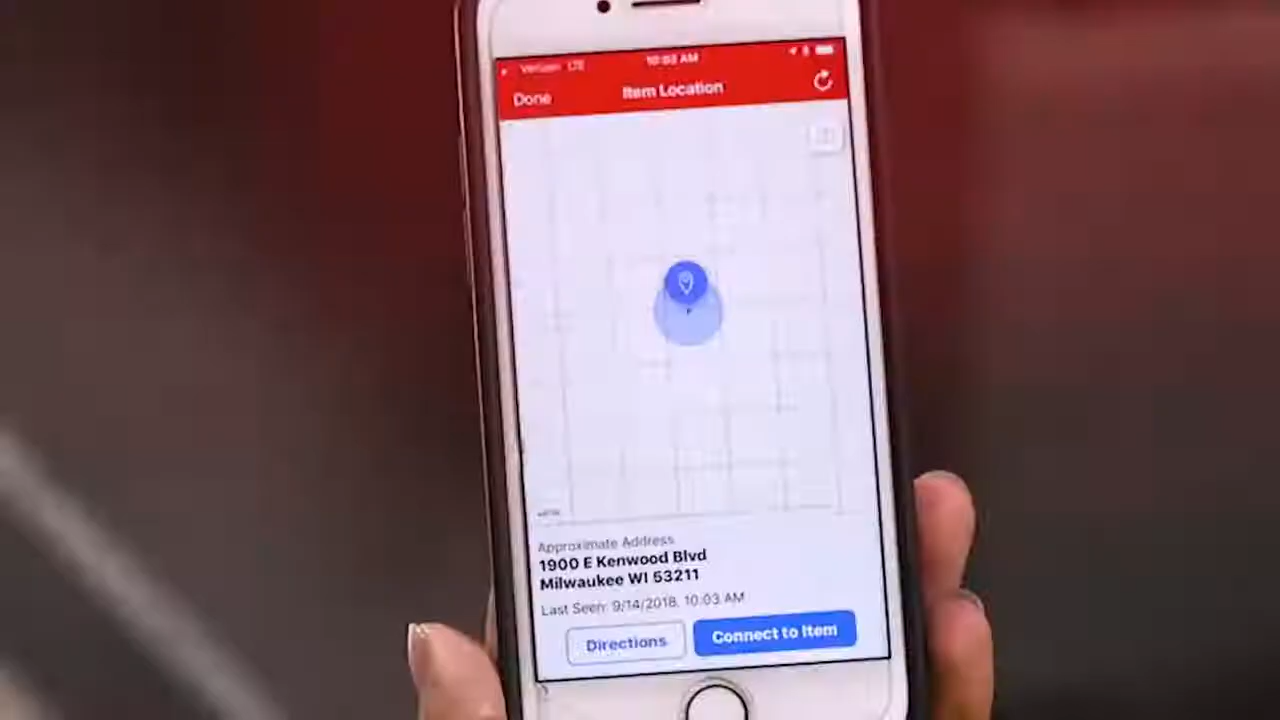 Verizon LTE 10:03 AM
Done Item Location
Approximate Address
1900 E Kenwood Blvd
Milwaukee WI 53211
Last Seen: 9/14/2018, 10:03 AM
Directions Connect to Item